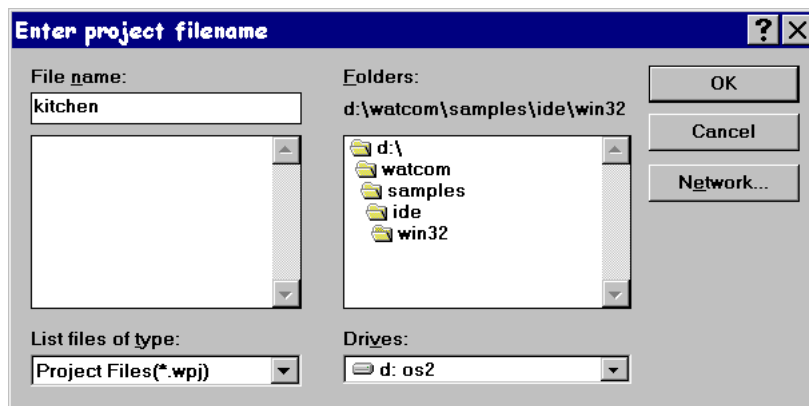 Enter project filename
File name:
kitchen
List files of type:
Project Files(*.wpj)
Folders:
d:\watcom\samples\ide\win32
d:\
watcom
samples
ide
win32
Drives:
d: os2
OK
Cancel
Network...